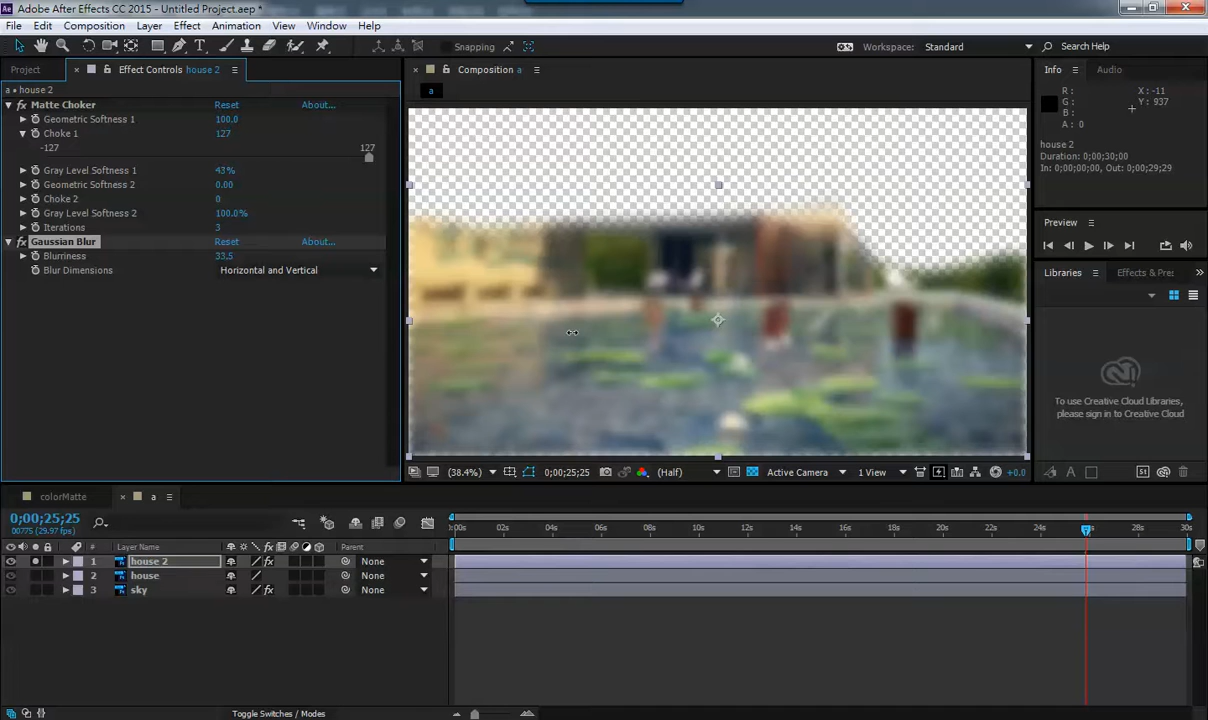 Adobe After Effects CC 2015 - Untitled Project.aep *
File Edit Composition Layer Effect Animation View Window Help
Snapping
Workspace: Standard
Search Help
Project
Effect Controls house 2
Composition a
Info
Audio
a • house 2
a
Matte Choker Reset About...
Geometric Softness 1 100.0
Choke 1 127
-127 127
Gray Level Softness 1 43%
Geometric Softness 2 0.00
Choke 2 0
Gray Level Softness 2 100.0%
Iterations 3
Gaussian Blur Reset About...
Blurriness 33.5
Blur Dimensions Horizontal and Vertical
R :
G :
B :
A : 0
X : -11
Y : 937
house 2
Duration: 0;00;30;00
In: 0;00;00;00, Out: 0;00;29;29
Preview
Libraries
Effects & Pres
To use Creative Cloud Libraries,
please sign in to Creative Cloud
(38.4%) 0;00;25;25 (Half) Active Camera 1 View +0.0
colorMatte
a
0;00;25;25
00775 (29.97 fps)
# Layer Name Parent
1 house 2 None
2 house None
3 sky None
:00s 02s 04s 06s 08s 10s 12s 14s 16s 18s 20s 22s 24s 28s 30s
Toggle Switches / Modes